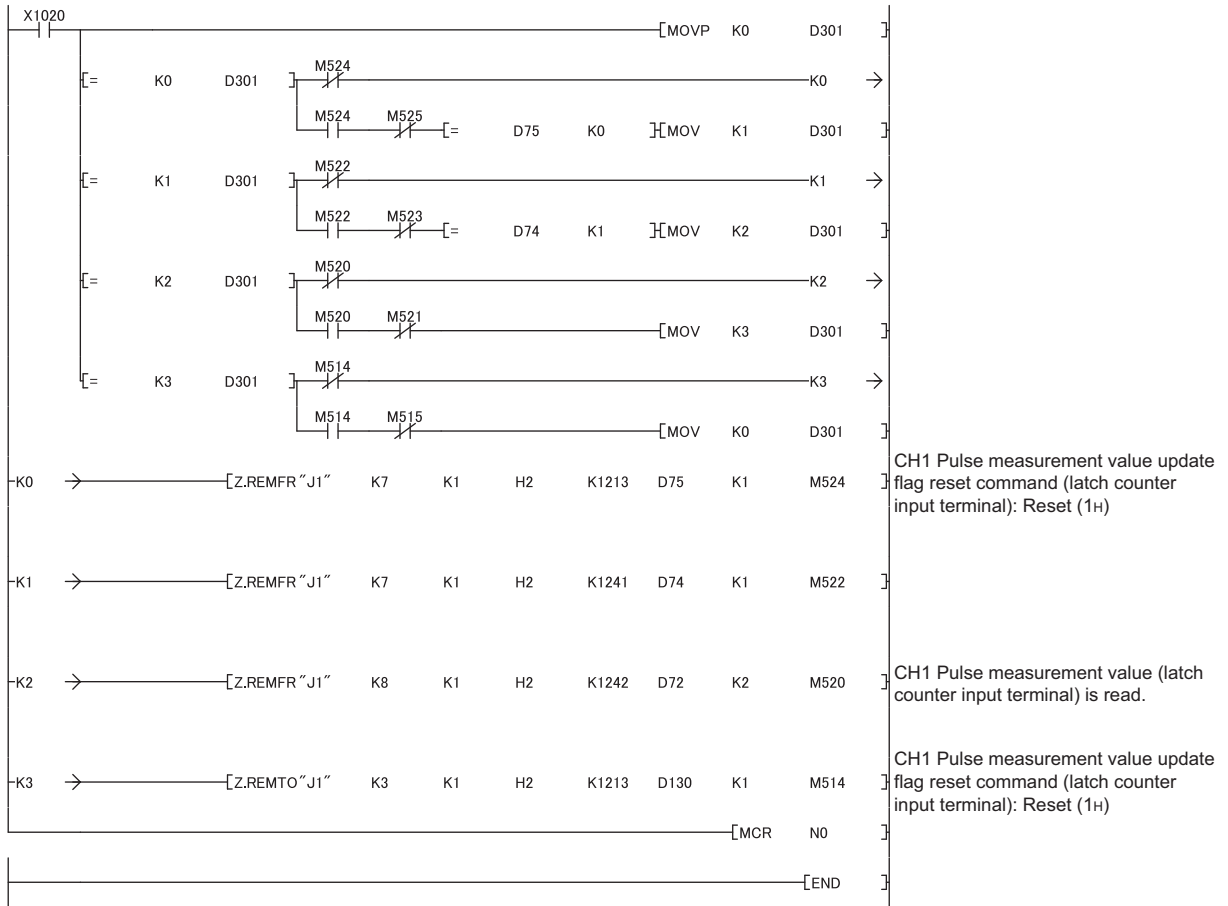 X1020
[MOVP K0 D301 ]
M524
[= K0 D301 ] K0
M524 M525
[= D75 K0 ][MOV K1 D301 ]
M522
[= K1 D301 ] K1
M522 M523
[= D74 K1 ][MOV K2 D301 ]
M520
[= K2 D301 ] K2
M520 M521
[MOV K3 D301 ]
M514
[= K3 D301 ] K3
M514 M515
[MOV K0 D301 ]
K0 [Z.REMFR "J1" K7 K1 H2 K1213 D75 K1 M524 ]
CH1 Pulse measurement value update
flag reset command (latch counter
input terminal): Reset (1H)
K1 [Z.REMFR "J1" K7 K1 H2 K1241 D74 K1 M522 ]
K2 [Z.REMFR "J1" K8 K1 H2 K1242 D72 K2 M520 ]
CH1 Pulse measurement value (latch
counter input terminal) is read.
K3 [Z.REMTO "J1" K3 K1 H2 K1213 D130 K1 M514 ]
CH1 Pulse measurement value update
flag reset command (latch counter
input terminal): Reset (1H)
[MCR N0 ]
[END ]